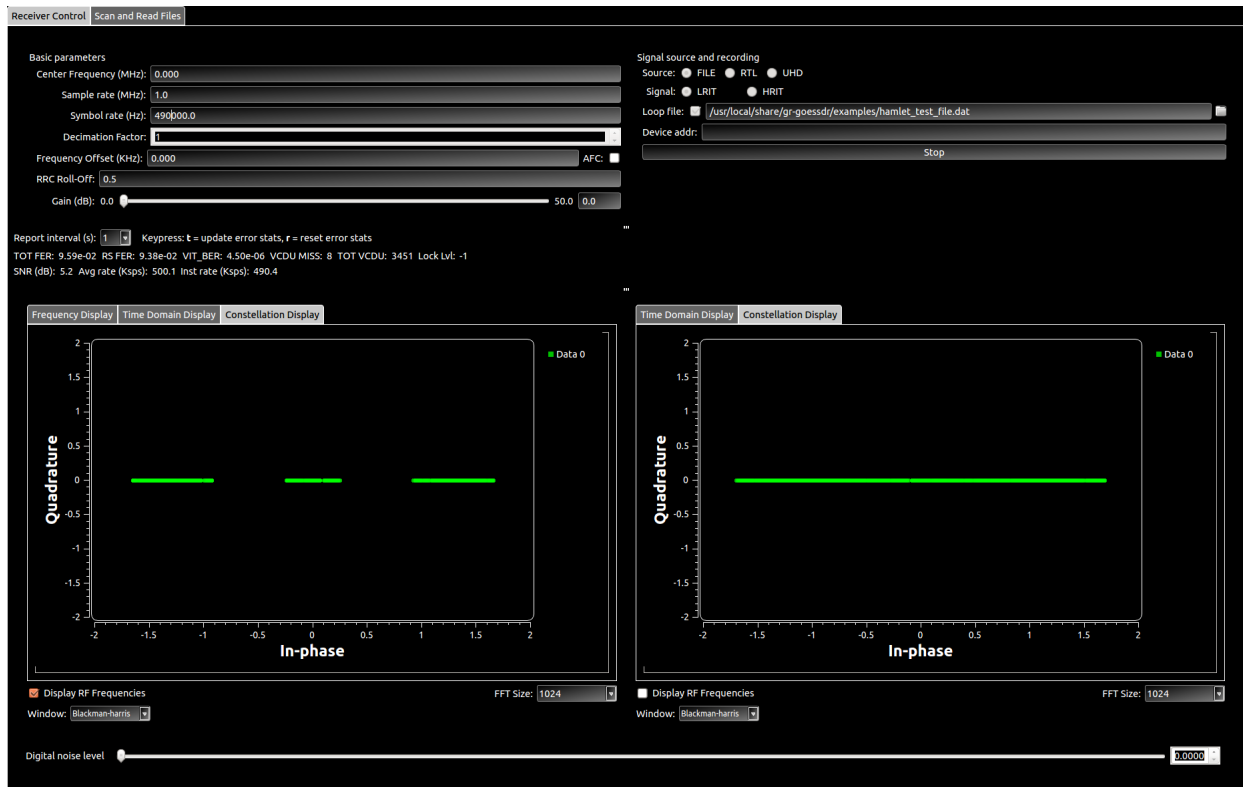 Receiver Control Scan and Read Files
Basic parameters
Center Frequency (MHz): 0.000
Sample rate (MHz): 1.0
Symbol rate (Hz): 490000.0
Decimation Factor: 1
Frequency Offset (KHz): 0.000 AFC:
RRC Roll-Off: 0.5
Gain (dB): 0.0 50.0 0.0
Signal source and recording
Source: FILE RTL UHD
Signal: LRIT HRIT
Loop file: /usr/local/share/gr-goessdr/examples/hamlet_test_file.dat
Device addr:
Stop
Report interval (s): 1 Keypress: t = update error stats, r = reset error stats
TOT FER: 9.59e-02 RS FER: 9.38e-02 VIT_BER: 4.50e-06 VCDU MISS: 8 TOT VCDU: 3451 Lock Lvl: -1
SNR (dB): 5.2 Avg rate (Ksps): 500.1 Inst rate (Ksps): 490.4
Frequency Display Time Domain Display Constellation Display
2
1.5
1
0.5
0
-0.5
-1
-1.5
-2
Quadrature
-2 -1.5 -1 -0.5 0 0.5 1 1.5 2
In-phase
Data 0
Display RF Frequencies FFT Size: 1024
Window: Blackman-harris
Time Domain Display Constellation Display
2
1.5
1
0.5
0
-0.5
-1
-1.5
-2
Quadrature
-2 -1.5 -1 -0.5 0 0.5 1 1.5 2
In-phase
Data 0
Display RF Frequencies FFT Size: 1024
Window: Blackman-harris
Digital noise level 0.0000